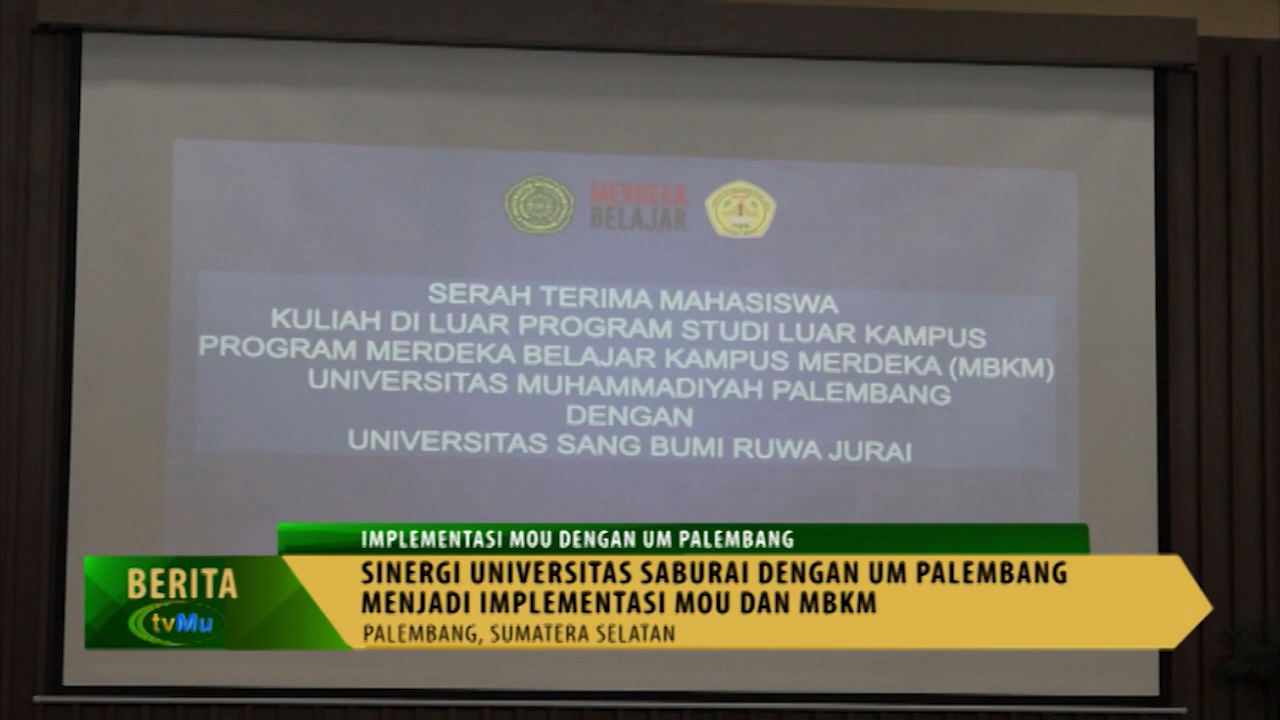 MERDEKA
BELAJAR
SERAH TERIMA MAHASISWA
KULIAH DI LUAR PROGRAM STUDI LUAR KAMPUS
PROGRAM MERDEKA BELAJAR KAMPUS MERDEKA (MBKM)
UNIVERSITAS MUHAMMADIYAH PALEMBANG
DENGAN
UNIVERSITAS SANG BUMI RUWA JURAI
IMPLEMENTASI MOU DENGAN UM PALEMBANG
BERITA
tvMu
SINERGI UNIVERSITAS SABURAI DENGAN UM PALEMBANG
MENJADI IMPLEMENTASI MOU DAN MBKM
PALEMBANG, SUMATERA SELATAN